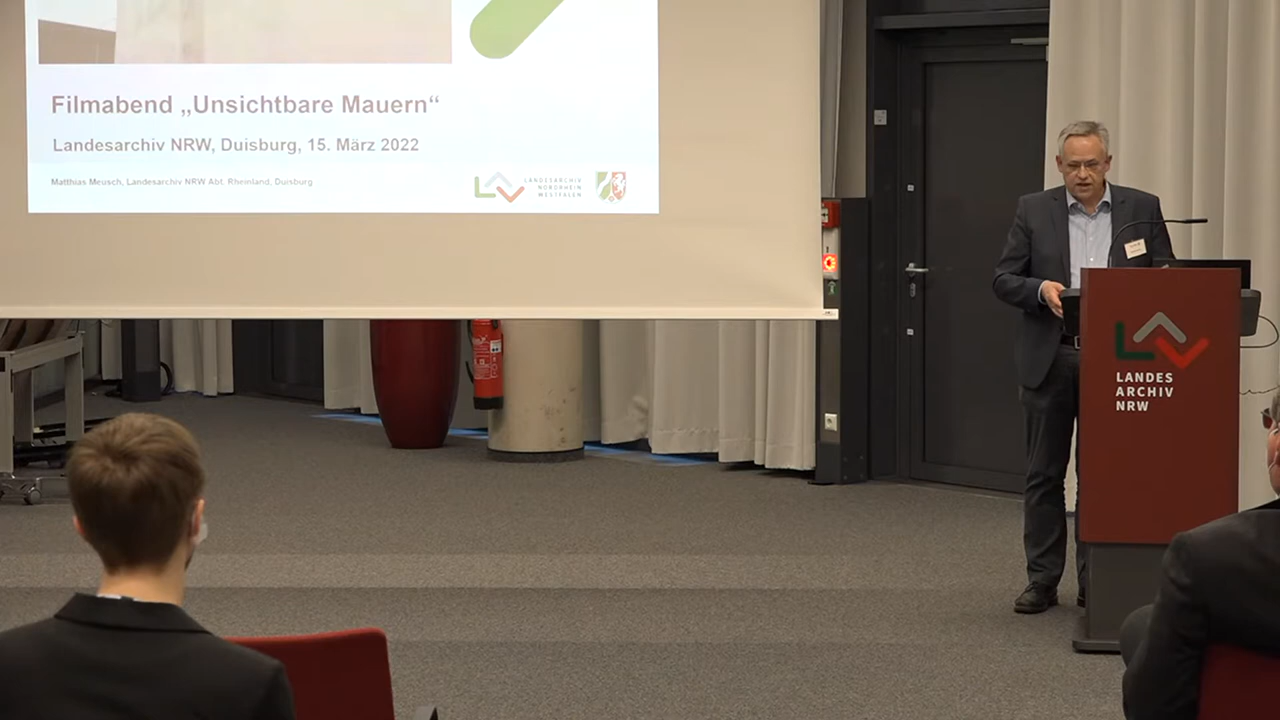 Filmabend „Unsichtbare Mauern“
Landesarchiv NRW, Duisburg, 15. März 2022
Matthias Meusch, Landesarchiv NRW Abt. Rheinland, Duisburg
LANDESARCHIV
NORDRHEIN
WESTFALEN
LANDES
ARCHIV
NRW